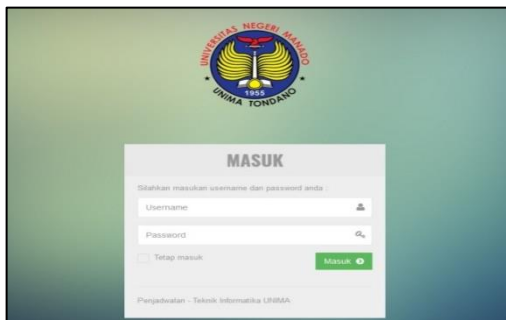 UNIVERSITAS NEGERI MANADO
1955
UNIMA TONDANO
MASUK
Silahkan masukan username dan password anda :
Username
Password
Tetap masuk
Masuk
Penjadwalan - Teknik Informatika UNIMA